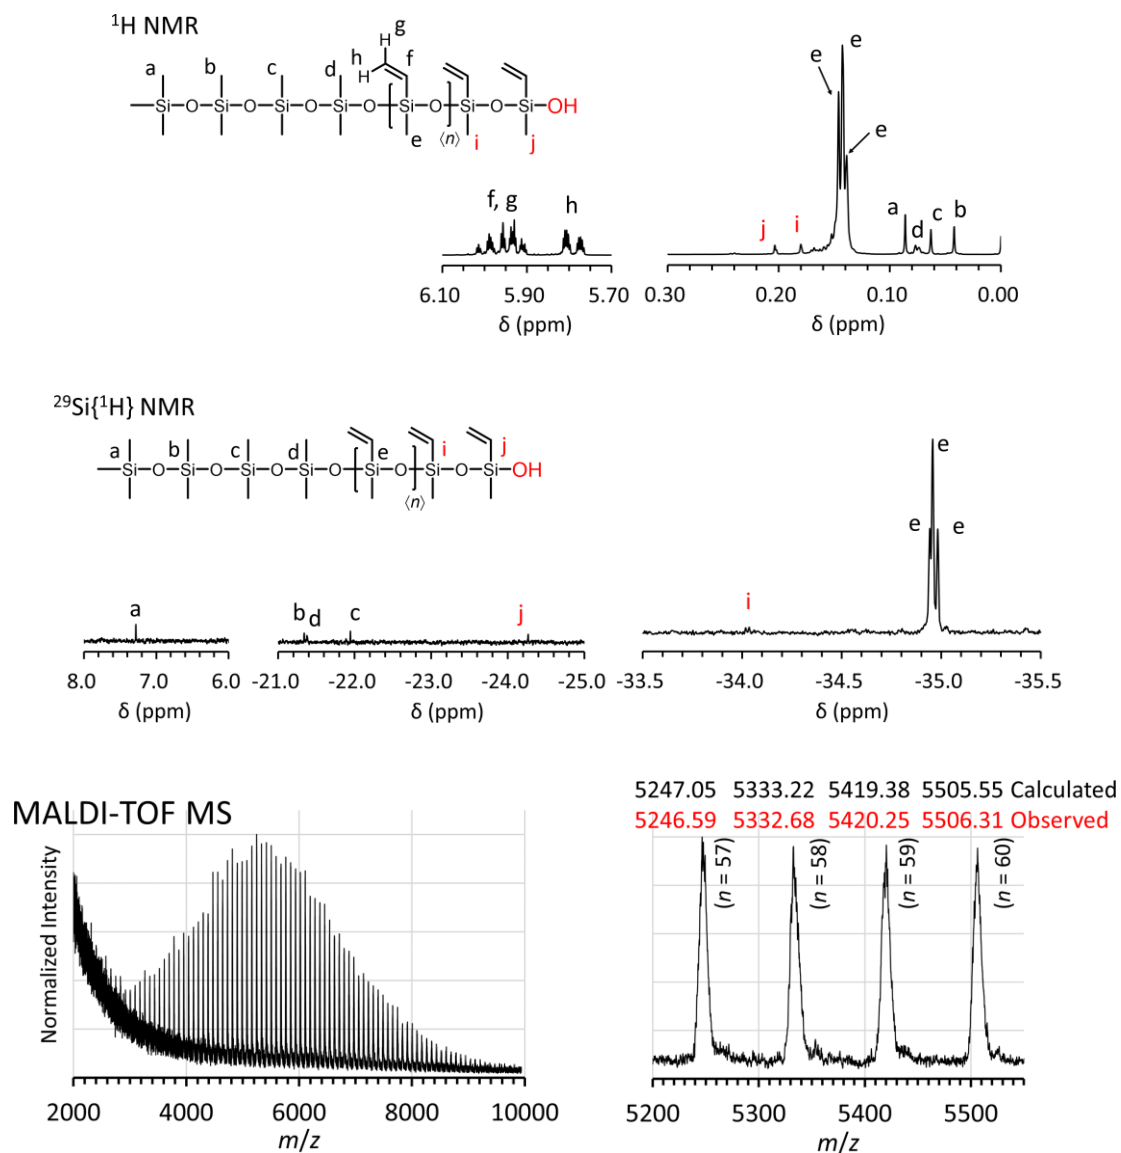 ¹H NMR
g
H
h
H
f
a b c d
Si O Si O Si O Si O Si O Si O Si OH
e ⟨n⟩ i j
f, g h
6.10 5.90 5.70
δ (ppm)
e
e
e
j i a d c b
0.30 0.20 0.10 0.00
δ (ppm)
²⁹Si{¹H} NMR
a b c d e i j
Si O Si O Si O Si O Si O Si O Si OH
⟨n⟩
a
8.0 7.0 6.0
δ (ppm)
b d c j
-21.0 -22.0 -23.0 -24.0 -25.0
δ (ppm)
e
e e
i
-33.5 -34.0 -34.5 -35.0 -35.5
δ (ppm)
MALDI-TOF MS
Normalized Intensity
2000 4000 6000 8000 10000
m/z
5247.05 5333.22 5419.38 5505.55 Calculated
5246.59 5332.68 5420.25 5506.31 Observed
(n = 57) (n = 58) (n = 59) (n = 60)
5200 5300 5400 5500
m/z